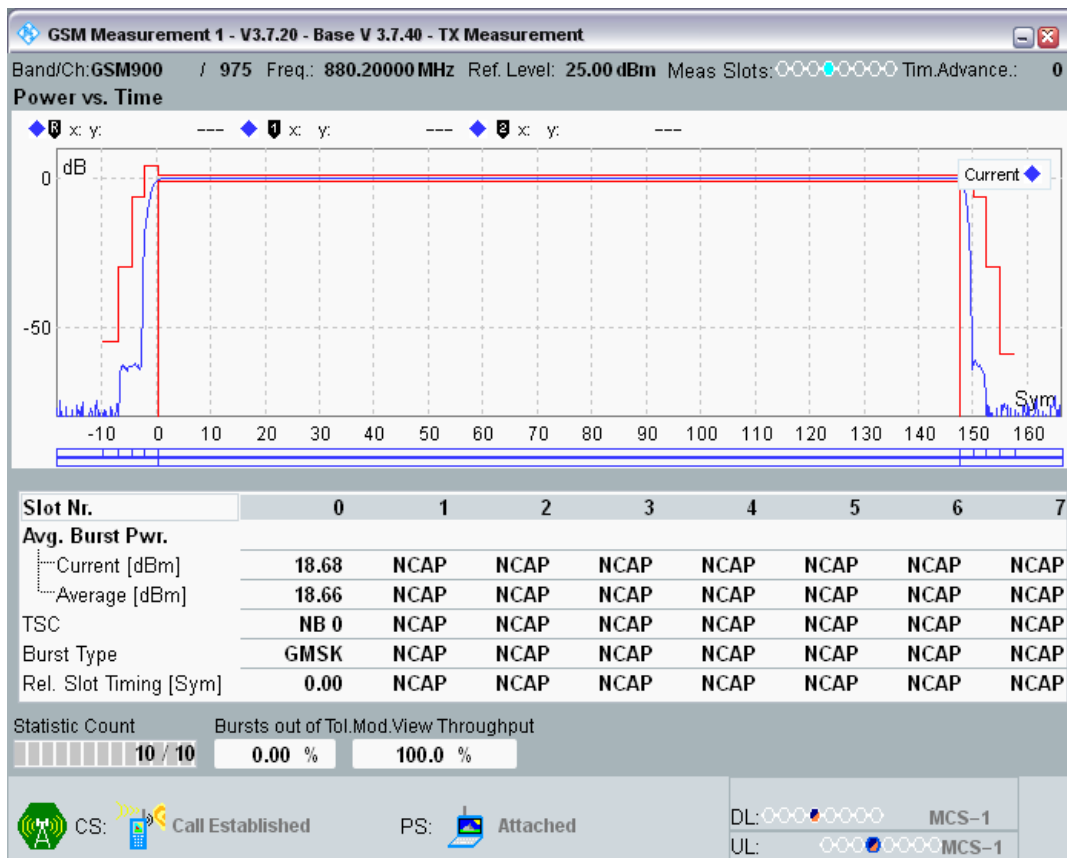 GSM Measurement 1 - V3.7.20 - Base V 3.7.40 - TX Measurement
Band/Ch:GSM900 / 975 Freq.: 880.20000 MHz Ref. Level: 25.00 dBm Meas Slots: Tim.Advance.: 0
Power vs. Time
R x: y: --- 1 x: y: --- 2 x: y: ---
dB
0
Current
-50
Sym
-10 0 10 20 30 40 50 60 70 80 90 100 110 120 130 140 150 160
Slot Nr. 0 1 2 3 4 5 6 7
Avg. Burst Pwr.
Current [dBm] 18.68 NCAP NCAP NCAP NCAP NCAP NCAP NCAP
Average [dBm] 18.66 NCAP NCAP NCAP NCAP NCAP NCAP NCAP
TSC NB 0 NCAP NCAP NCAP NCAP NCAP NCAP NCAP
Burst Type GMSK NCAP NCAP NCAP NCAP NCAP NCAP NCAP
Rel. Slot Timing [Sym] 0.00 NCAP NCAP NCAP NCAP NCAP NCAP NCAP
Statistic Count Bursts out of Tol.Mod.View Throughput
10 / 10 0.00 % 100.0 %
CS: Call Established PS: Attached
DL: MCS-1
UL: MCS-1